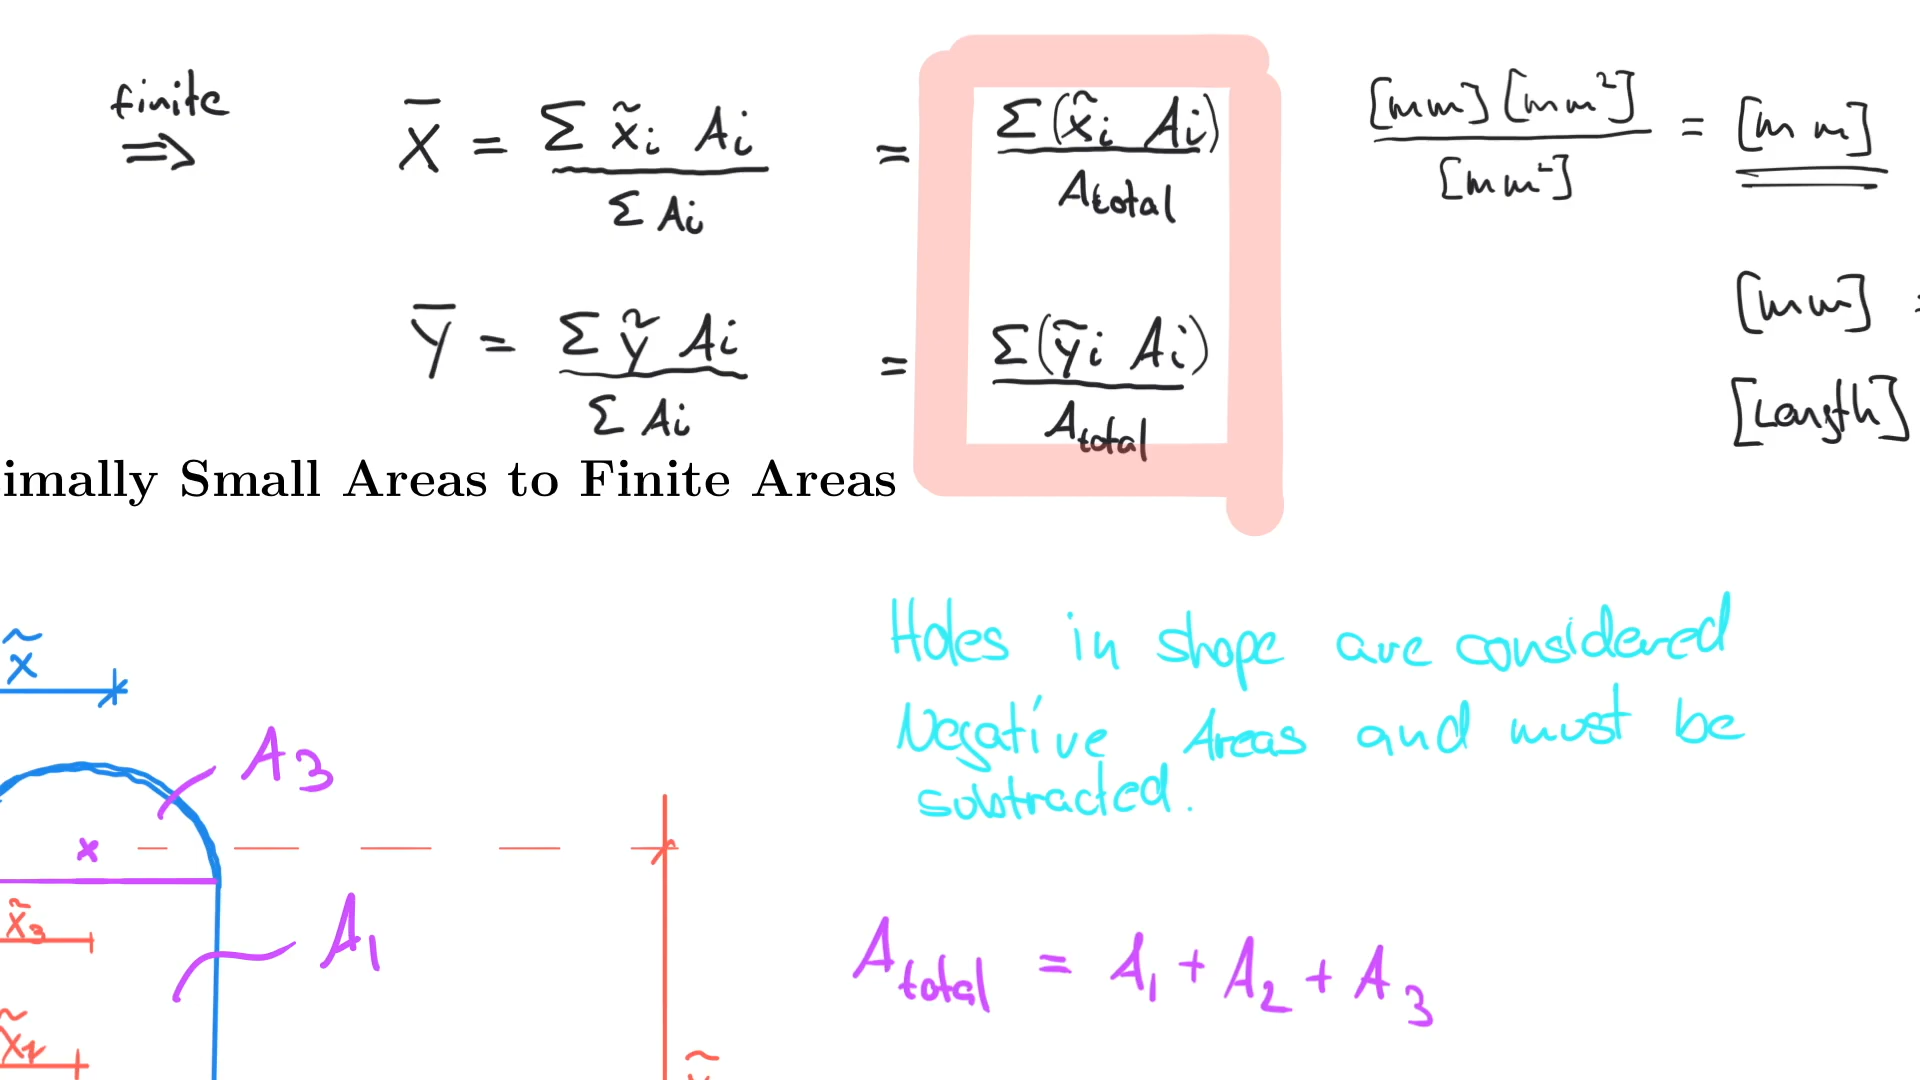 finite
⇒ X̄ = Σ x̃i Ai / Σ Ai = Σ(x̃i Ai) / Atotal [mm][mm²] / [mm²] = [mm]
Ȳ = Σ ỹ Ai / Σ Ai = Σ(ỹi Ai) / Atotal [mm] =
[Length]
imally Small Areas to Finite Areas
x̃
Holes in shape are considered
Negative Areas and must be
subtracted.
A3
x
x̃3
A1
Atotal = A1 + A2 + A3